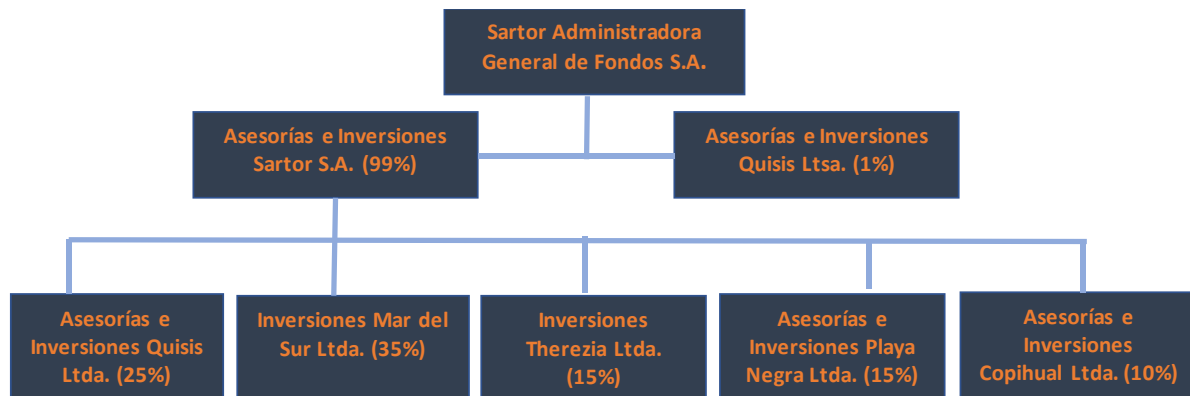 Sartor Administradora
General de Fondos S.A.
Asesorías e Inversiones
Sartor S.A. (99%)
Asesorías e Inversiones
Quisis Ltsa. (1%)
Asesorías e
Inversiones Quisis
Ltda. (25%)
Inversiones Mar del
Sur Ltda. (35%)
Inversiones
Therezia Ltda.
(15%)
Asesorías e
Inversiones Playa
Negra Ltda. (15%)
Asesorías e
Inversiones
Copihual Ltda. (10%)